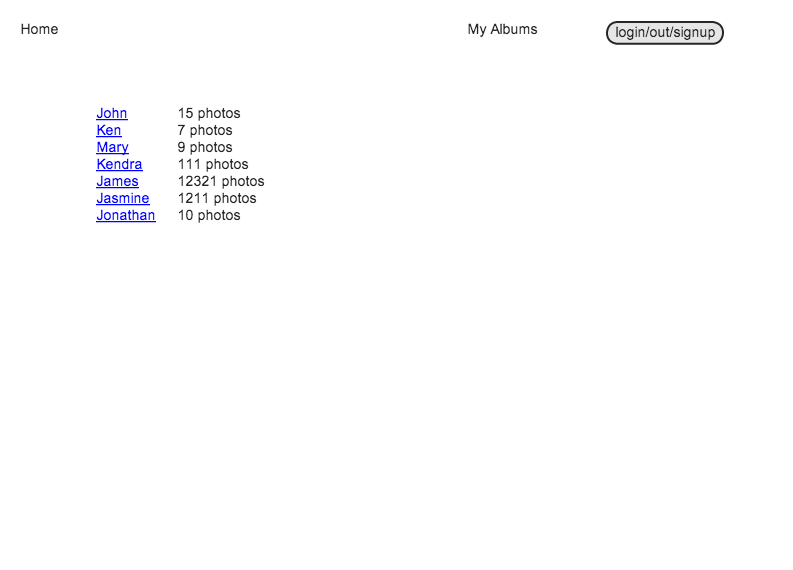 Home My Albums login/out/signup
John 15 photos
Ken 7 photos
Mary 9 photos
Kendra 111 photos
James 12321 photos
Jasmine 1211 photos
Jonathan 10 photos